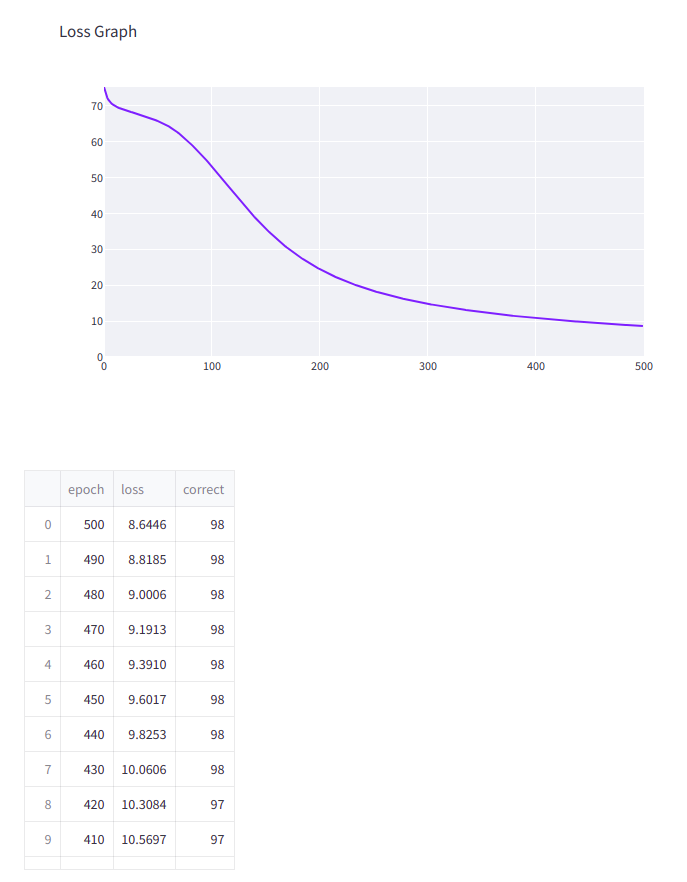 Loss Graph
70
60
50
40
30
20
10
0
0 100 200 300 400 500
epoch loss correct
0 500 8.6446 98
1 490 8.8185 98
2 480 9.0006 98
3 470 9.1913 98
4 460 9.3910 98
5 450 9.6017 98
6 440 9.8253 98
7 430 10.0606 98
8 420 10.3084 97
9 410 10.5697 97